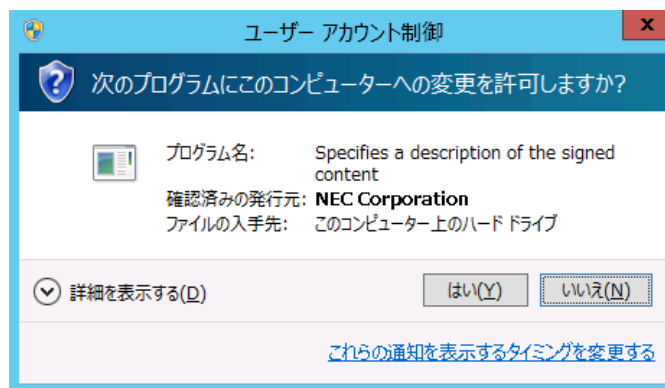 ユーザー アカウント制御
x
次のプログラムにこのコンピューターへの変更を許可しますか?
プログラム名: Specifies a description of the signed
content
確認済みの発行元: NEC Corporation
ファイルの入手先: このコンピューター上のハード ドライブ
詳細を表示する(D) はい(Y) いいえ(N)
これらの通知を表示するタイミングを変更する